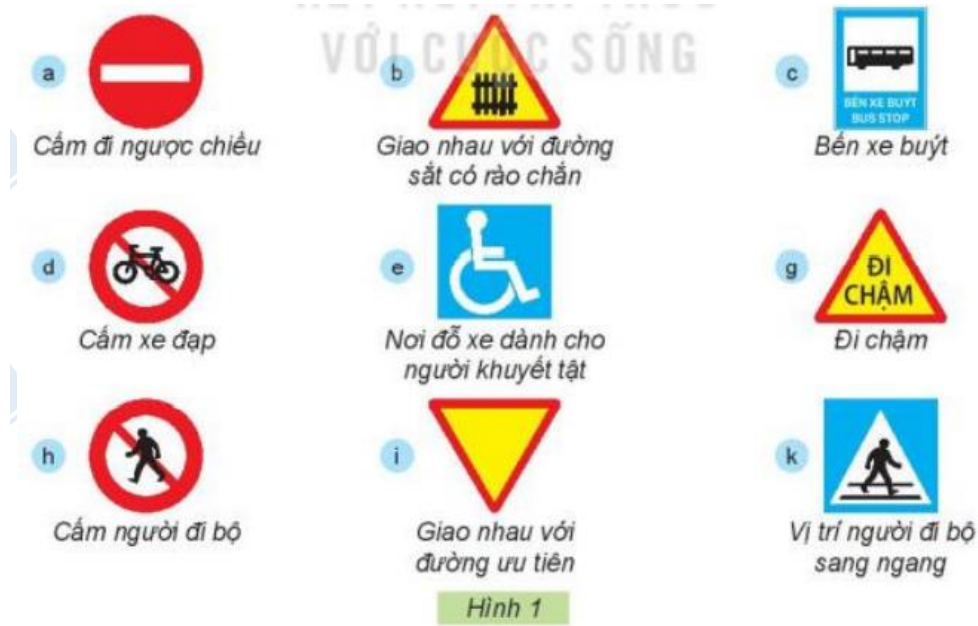 VỚI CUỘC SỐNG
a
b
c
BẾN XE BUÝT
BUS STOP
Cấm đi ngược chiều
Giao nhau với đường
sắt có rào chắn
Bến xe buýt
d
e
g
ĐI
CHẬM
Cấm xe đạp
Nơi đỗ xe dành cho
người khuyết tật
Đi chậm
h
i
k
Cấm người đi bộ
Giao nhau với
đường ưu tiên
Vị trí người đi bộ
sang ngang
Hình 1